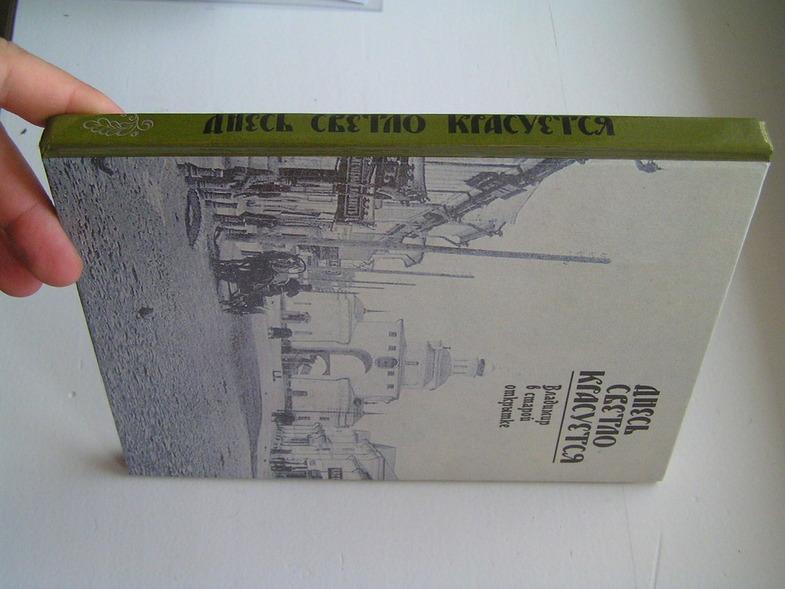 ДНЕСЬ СВЕТЛО КРАСУЕТСЯ
ДНЕСЬ
СВЕТЛО
КРАСУЕТСЯ
Владимир
в старой
открытке